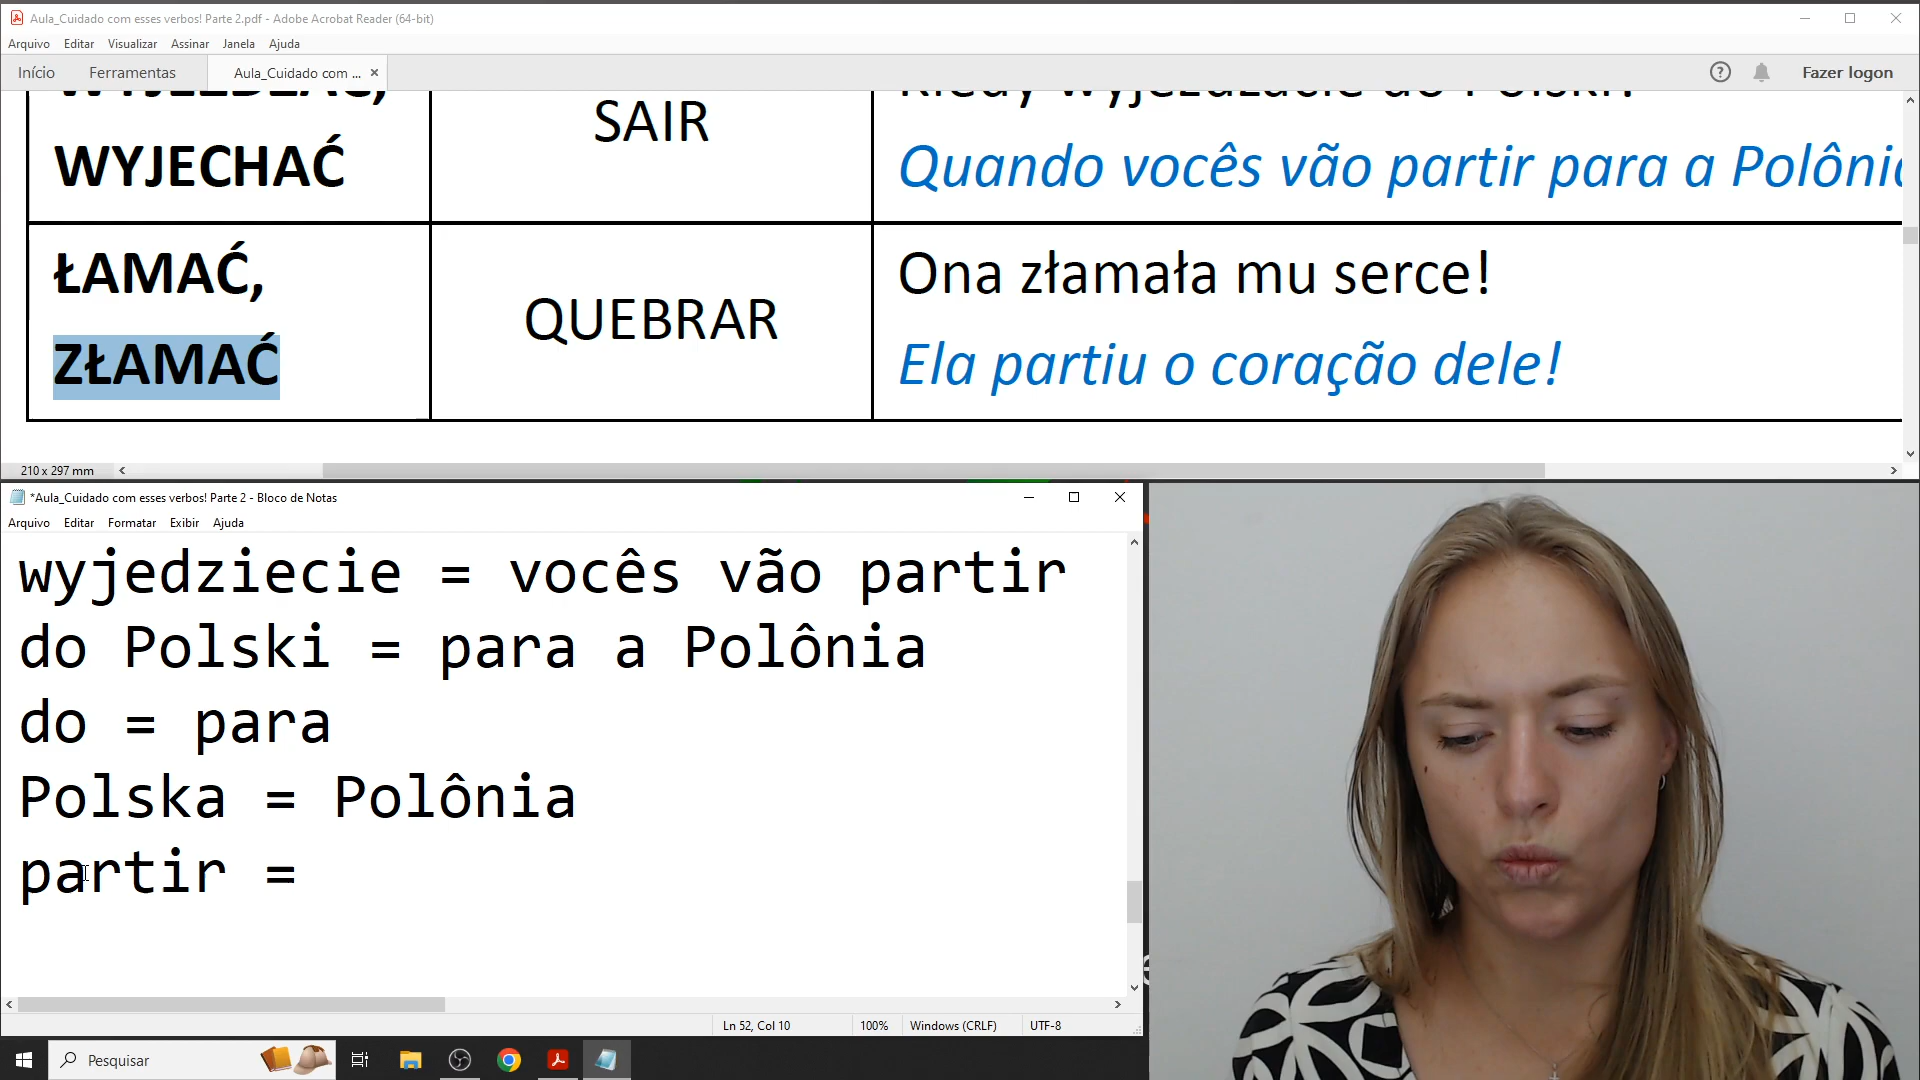 Aula_Cuidado com esses verbos! Parte 2.pdf - Adobe Acrobat Reader (64-bit)
Arquivo Editar Visualizar Assinar Janela Ajuda
Início Ferramentas Aula_Cuidado com ... × Fazer logon
WYJECHAĆ
SAIR
Quando vocês vão partir para a Polônia
ŁAMAĆ,
ZŁAMAĆ
QUEBRAR
Ona złamała mu serce!
Ela partiu o coração dele!
210 x 297 mm
*Aula_Cuidado com esses verbos! Parte 2 - Bloco de Notas
Arquivo Editar Formatar Exibir Ajuda
wyjedziecie = vocês vão partir
do Polski = para a Polônia
do = para
Polska = Polônia
partir =
Ln 52, Col 10 100% Windows (CRLF) UTF-8
Pesquisar